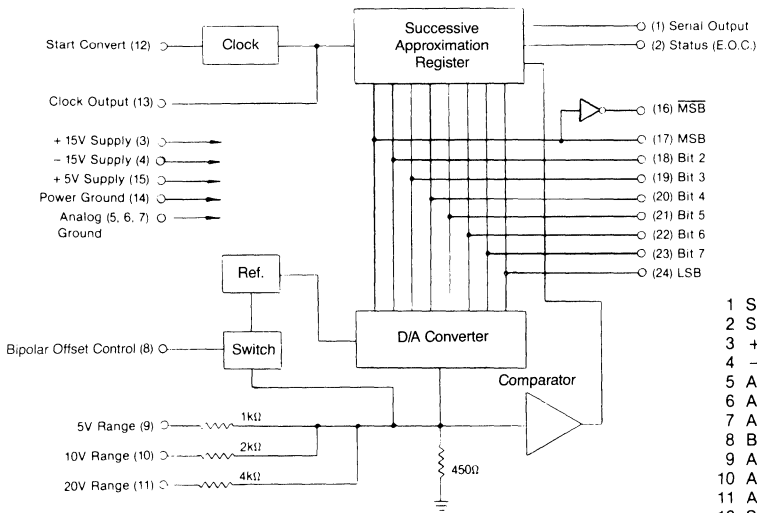 Start Convert (12)
Clock
Successive
Approximation
Register
(1) Serial Output
(2) Status (E.O.C.)
Clock Output (13)
+ 15V Supply (3)
− 15V Supply (4)
+ 5V Supply (15)
Power Ground (14)
Analog (5, 6, 7)
Ground
(16) M̅S̅B̅
(17) MSB
(18) Bit 2
(19) Bit 3
(20) Bit 4
(21) Bit 5
(22) Bit 6
(23) Bit 7
(24) LSB
Ref.
Bipolar Offset Control (8)
Switch
D/A Converter
Comparator
5V Range (9)
1kΩ
10V Range (10)
2kΩ
20V Range (11)
4kΩ
450Ω
1 S
2 S
3 +
4 −
5 A
6 A
7 A
8 B
9 A
10 A
11 A